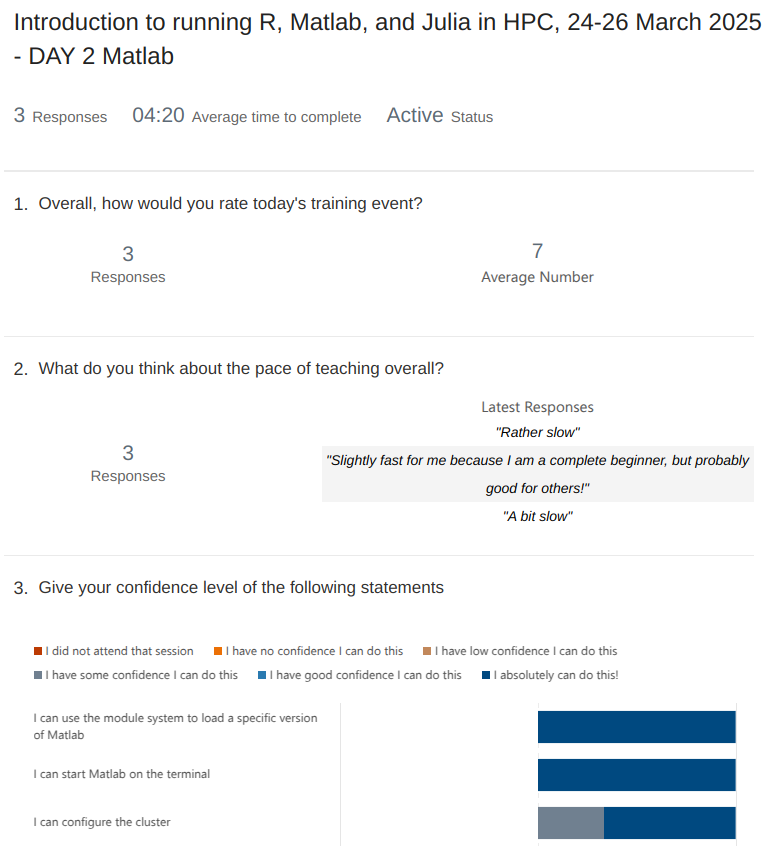 Introduction to running R, Matlab, and Julia in HPC, 24-26 March 2025
- DAY 2 Matlab
3 Responses 04:20 Average time to complete Active Status
1. Overall, how would you rate today's training event?
3
Responses
7
Average Number
2. What do you think about the pace of teaching overall?
3
Responses
Latest Responses
"Rather slow"
"Slightly fast for me because I am a complete beginner, but probably
good for others!"
"A bit slow"
3. Give your confidence level of the following statements
I did not attend that session I have no confidence I can do this I have low confidence I can do this
I have some confidence I can do this I have good confidence I can do this I absolutely can do this!
I can use the module system to load a specific version
of Matlab
I can start Matlab on the terminal
I can configure the cluster